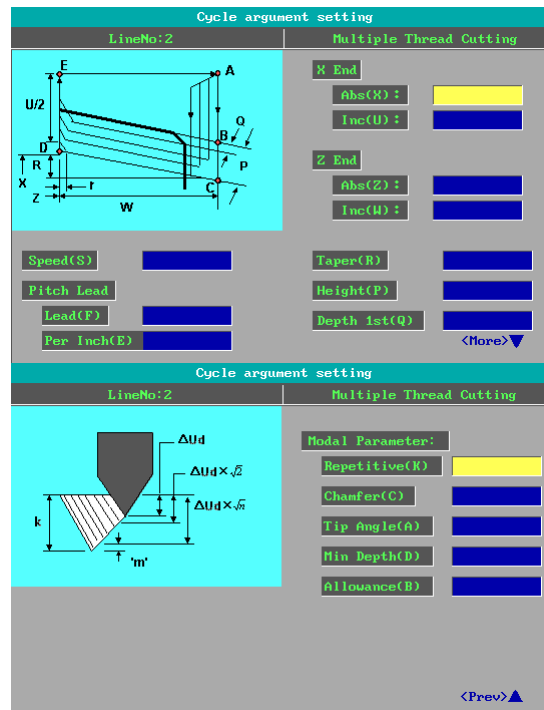 Cycle argument setting
LineNo:2
Multiple Thread Cutting
E
A
U/2
Q
B
D
R
P
X
r
C
Z
W
X End
Abs(X):
Inc(U):
Z End
Abs(Z):
Inc(W):
Speed(S)
Pitch Lead
Lead(F)
Per Inch(E)
Taper(R)
Height(P)
Depth 1st(Q)
<More>
Cycle argument setting
LineNo:2
Multiple Thread Cutting
ΔUd
ΔUd×√2
ΔUd×√n
k
'm'
Modal Parameter:
Repetitive(K)
Chamfer(C)
Tip Angle(A)
Min Depth(D)
Allowance(B)
<Prev>